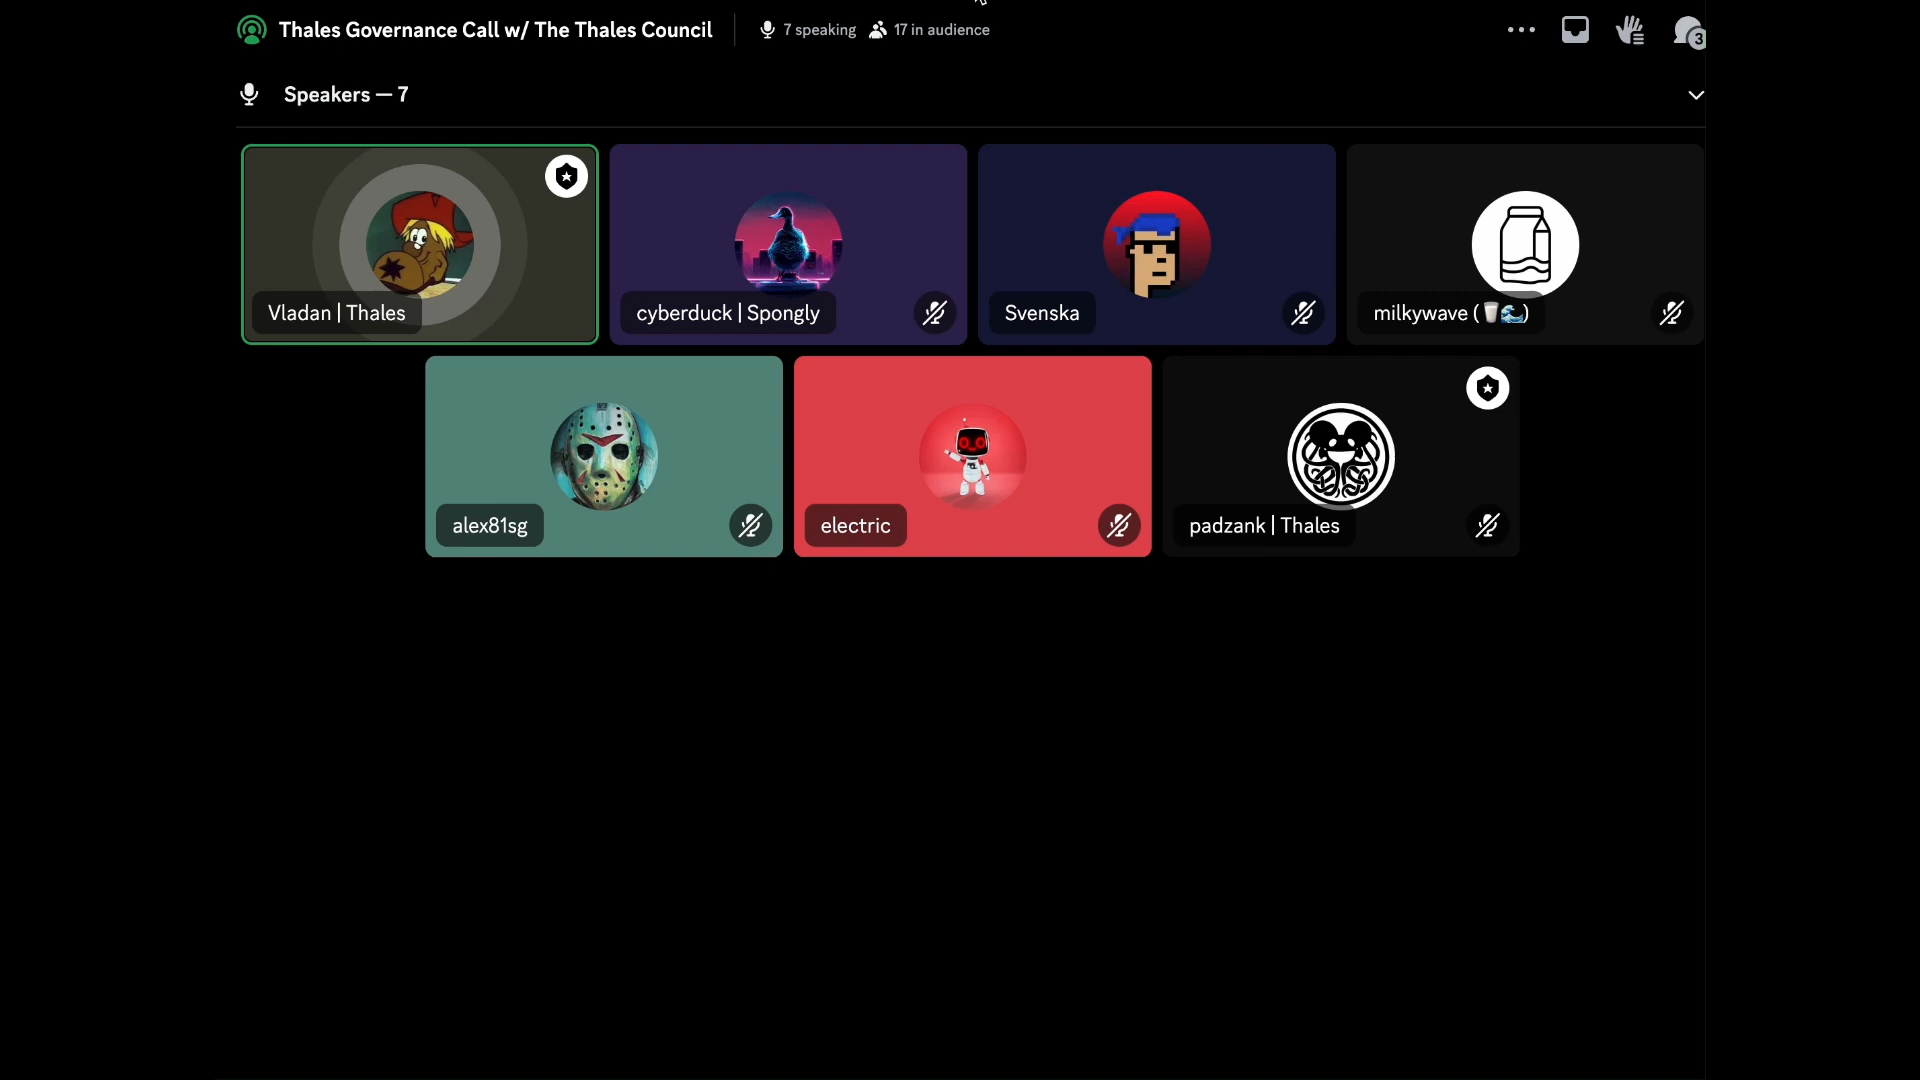 Thales Governance Call w/ The Thales Council
7 speaking
17 in audience
3
Speakers — 7
Vladan | Thales
cyberduck | Spongly
Svenska
milkywave (🥛🌊)
alex81sg
electric
padzank | Thales